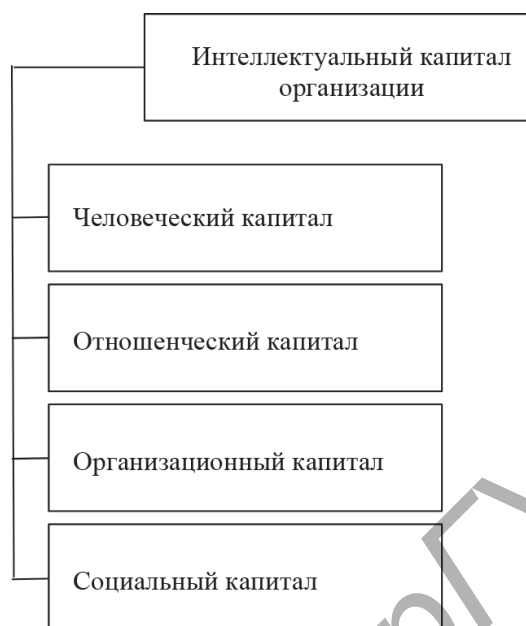 Интеллектуальный капитал
организации
Человеческий капитал
Отношенческий капитал
Организационный капитал
Социальный капитал